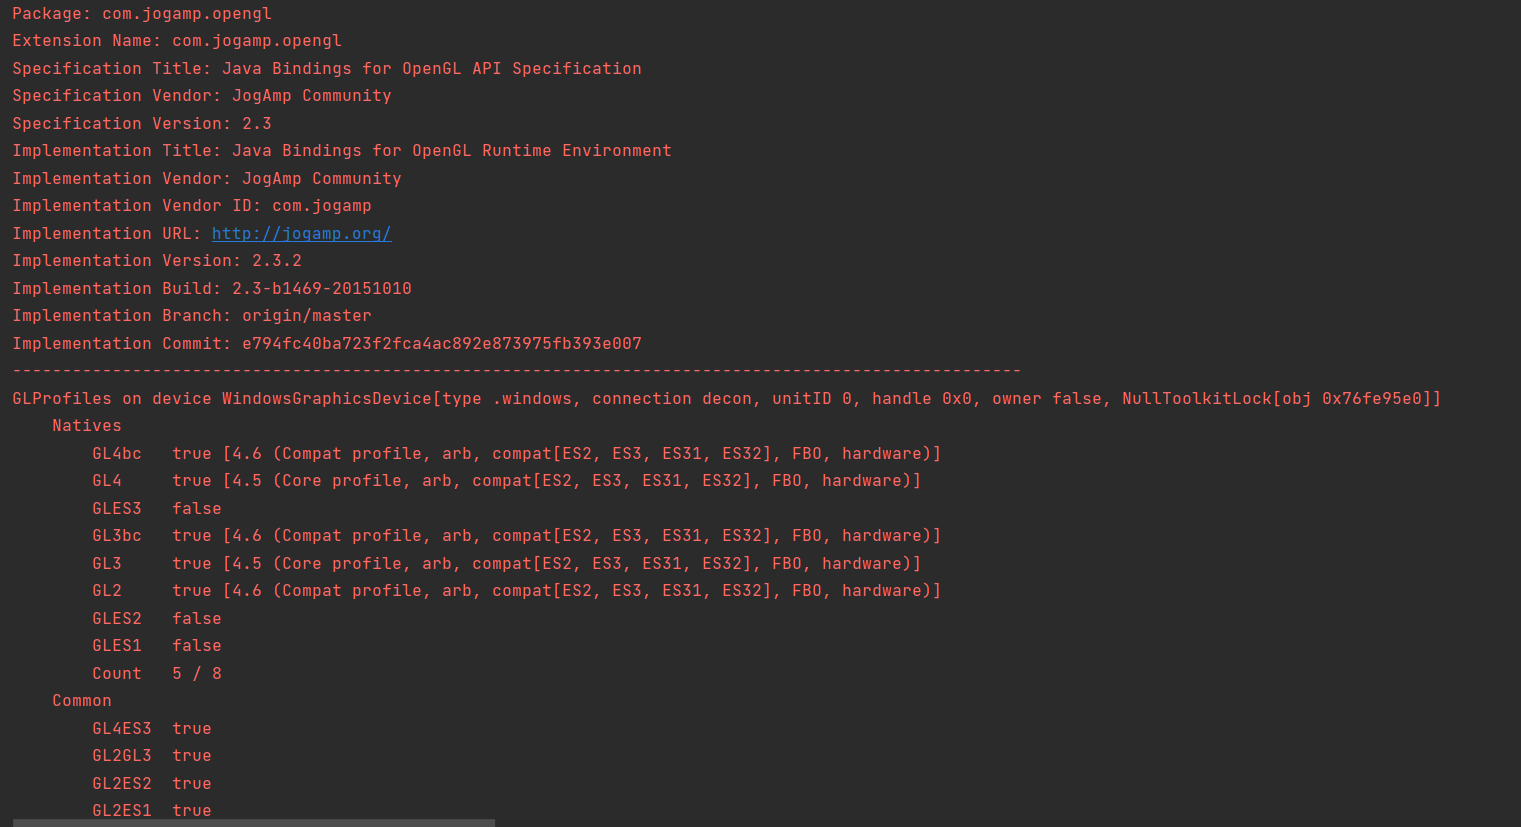 Package: com.jogamp.opengl
Extension Name: com.jogamp.opengl
Specification Title: Java Bindings for OpenGL API Specification
Specification Vendor: JogAmp Community
Specification Version: 2.3
Implementation Title: Java Bindings for OpenGL Runtime Environment
Implementation Vendor: JogAmp Community
Implementation Vendor ID: com.jogamp
Implementation URL: http://jogamp.org/
Implementation Version: 2.3.2
Implementation Build: 2.3-b1469-20151010
Implementation Branch: origin/master
Implementation Commit: e794fc40ba723f2fca4ac892e873975fb393e007
-----------------------------------------------------------------------------------------------------
GLProfiles on device WindowsGraphicsDevice[type .windows, connection decon, unitID 0, handle 0x0, owner false, NullToolkitLock[obj 0x76fe95e0]]
    Natives
        GL4bc   true [4.6 (Compat profile, arb, compat[ES2, ES3, ES31, ES32], FBO, hardware)]
        GL4     true [4.5 (Core profile, arb, compat[ES2, ES3, ES31, ES32], FBO, hardware)]
        GLES3   false
        GL3bc   true [4.6 (Compat profile, arb, compat[ES2, ES3, ES31, ES32], FBO, hardware)]
        GL3     true [4.5 (Core profile, arb, compat[ES2, ES3, ES31, ES32], FBO, hardware)]
        GL2     true [4.6 (Compat profile, arb, compat[ES2, ES3, ES31, ES32], FBO, hardware)]
        GLES2   false
        GLES1   false
        Count   5 / 8
    Common
        GL4ES3  true
        GL2GL3  true
        GL2ES2  true
        GL2ES1  true